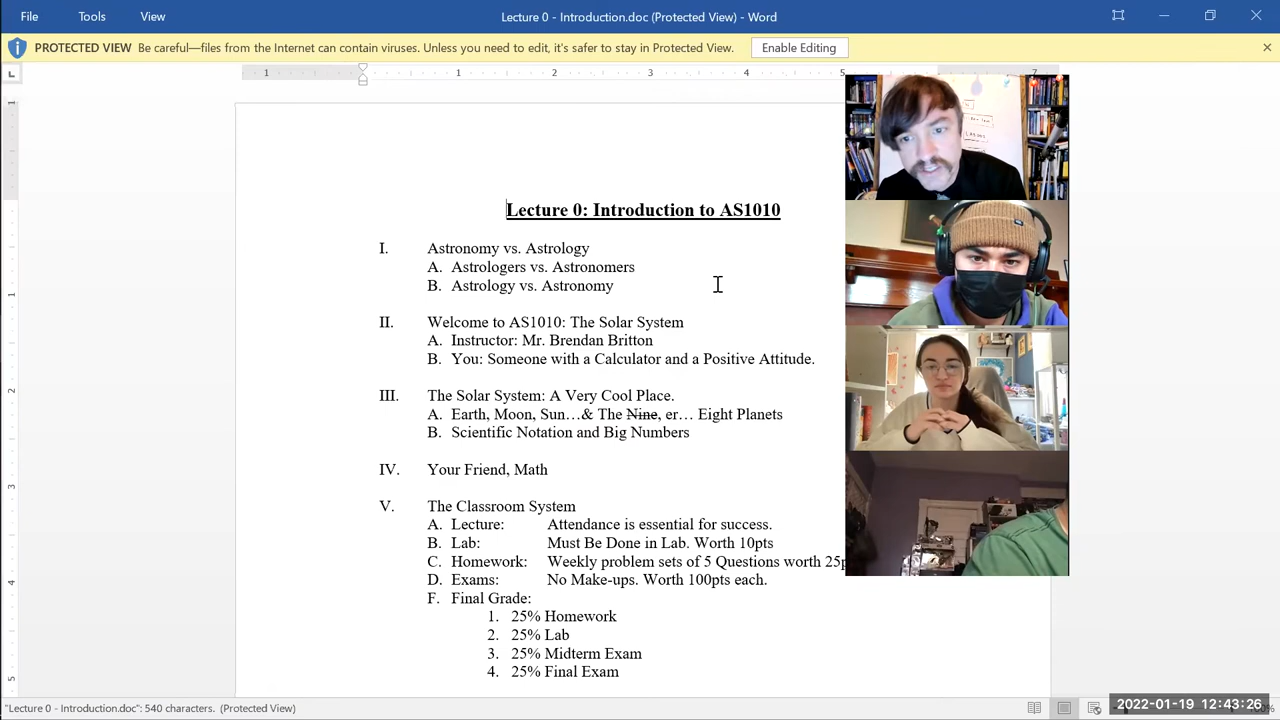 File Tools View Lecture 0 - Introduction.doc (Protected View) - Word
PROTECTED VIEW Be careful—files from the Internet can contain viruses. Unless you need to edit, it's safer to stay in Protected View. Enable Editing
1 1 2 3 4 5 7
Lecture 0: Introduction to AS1010
I. Astronomy vs. Astrology
A. Astrologers vs. Astronomers
B. Astrology vs. Astronomy
II. Welcome to AS1010: The Solar System
A. Instructor: Mr. Brendan Britton
B. You: Someone with a Calculator and a Positive Attitude.
III. The Solar System: A Very Cool Place.
A. Earth, Moon, Sun…& The Nine, er… Eight Planets
B. Scientific Notation and Big Numbers
IV. Your Friend, Math
V. The Classroom System
A. Lecture: Attendance is essential for success.
B. Lab: Must Be Done in Lab. Worth 10pts
C. Homework: Weekly problem sets of 5 Questions worth 25p
D. Exams: No Make-ups. Worth 100pts each.
F. Final Grade:
1. 25% Homework
2. 25% Lab
3. 25% Midterm Exam
4. 25% Final Exam
"Lecture 0 - Introduction.doc": 540 characters. (Protected View) 2022-01-19 12:43:26